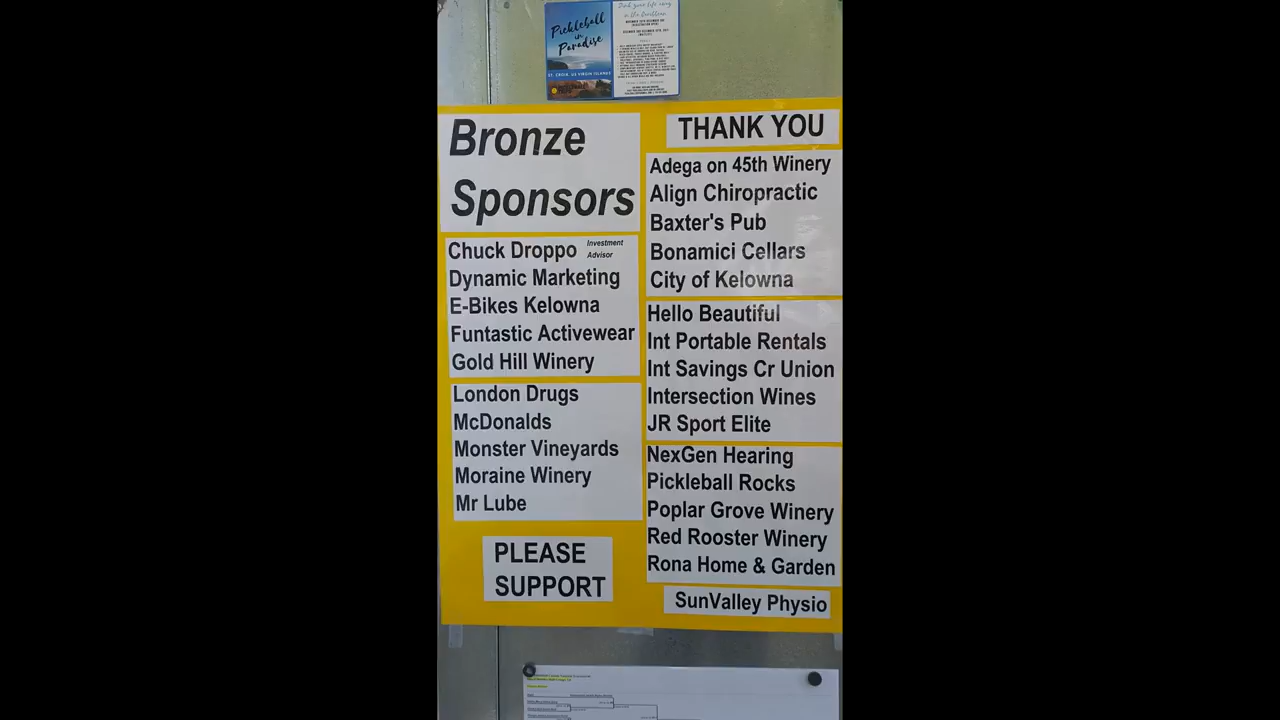 Pickleball
in
Paradise
ST. CROIX, US VIRGIN ISLANDS
Bronze
Sponsors
Chuck Droppo Investment
Advisor
Dynamic Marketing
E-Bikes Kelowna
Funtastic Activewear
Gold Hill Winery
London Drugs
McDonalds
Monster Vineyards
Moraine Winery
Mr Lube
PLEASE
SUPPORT
THANK YOU
Adega on 45th Winery
Align Chiropractic
Baxter's Pub
Bonamici Cellars
City of Kelowna
Hello Beautiful
Int Portable Rentals
Int Savings Cr Union
Intersection Wines
JR Sport Elite
NexGen Hearing
Pickleball Rocks
Poplar Grove Winery
Red Rooster Winery
Rona Home & Garden
SunValley Physio